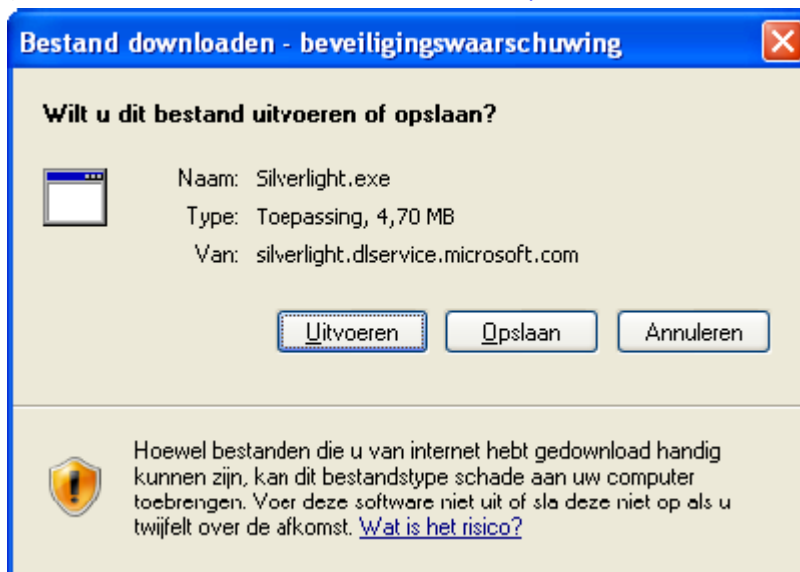 Bestand downloaden - beveiligingswaarschuwing
Wilt u dit bestand uitvoeren of opslaan?
Naam: Silverlight.exe
Type: Toepassing, 4,70 MB
Van: silverlight.dlservice.microsoft.com
Uitvoeren Opslaan Annuleren
Hoewel bestanden die u van internet hebt gedownload handig
kunnen zijn, kan dit bestandstype schade aan uw computer
toebrengen. Voer deze software niet uit of sla deze niet op als u
twijfelt over de afkomst. Wat is het risico?